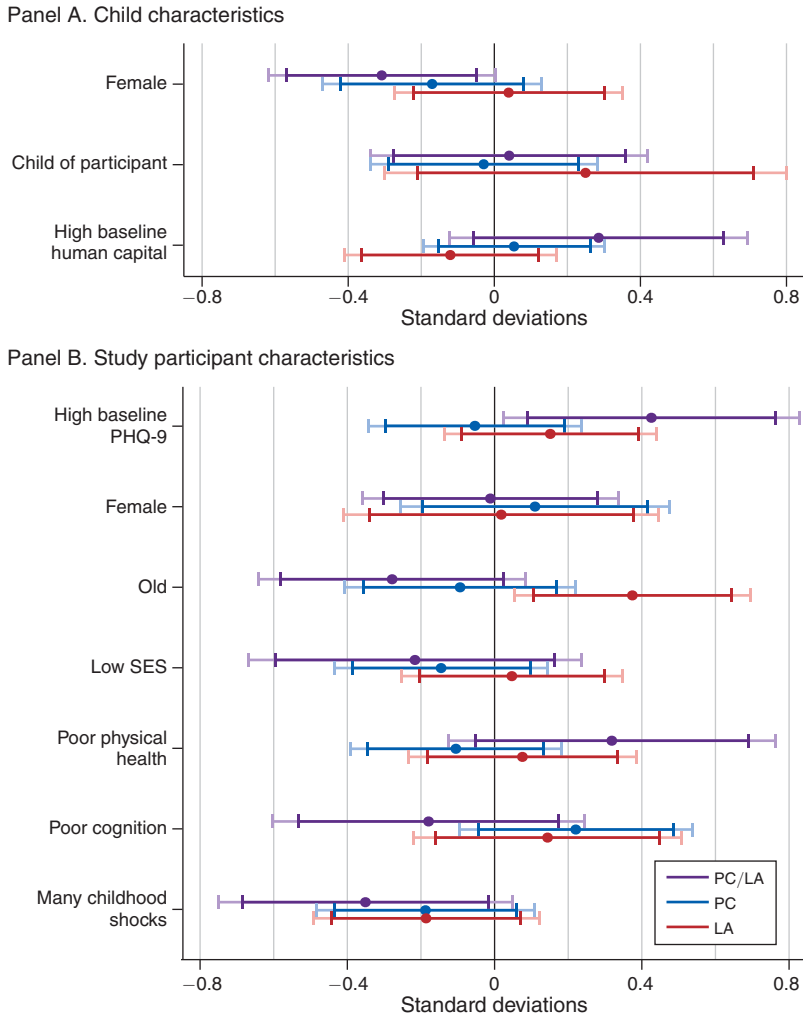 Panel A. Child characteristics
Female
Child of participant
High baseline
human capital
−0.8
−0.4
0
0.4
0.8
Standard deviations
Panel B. Study participant characteristics
High baseline
PHQ-9
Female
Old
Low SES
Poor physical
health
Poor cognition
Many childhood
shocks
PC/LA
PC
LA
−0.8
−0.4
0
0.4
0.8
Standard deviations